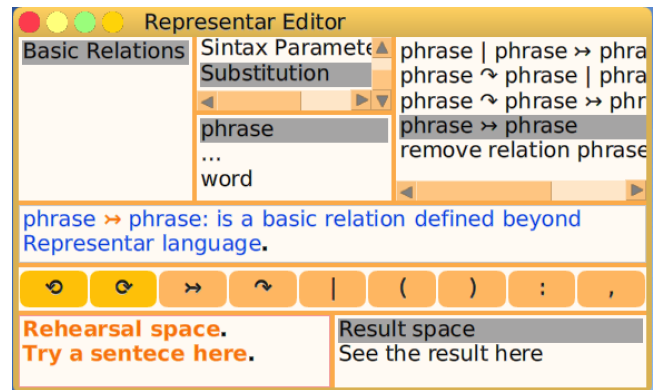 Representar Editor
Basic Relations
Sintax Paramete
Substitution
phrase
...
word
phrase | phrase ↣ phra
phrase ↷ phrase | phra
phrase ↷ phrase ↣ phr
phrase ↣ phrase
remove relation phrase
phrase ↣ phrase: is a basic relation defined beyond
Representar language.
⟲ ⟳ ↣ ↷ | ( ) : ,
Rehearsal space.
Try a sentece here.
Result space
See the result here